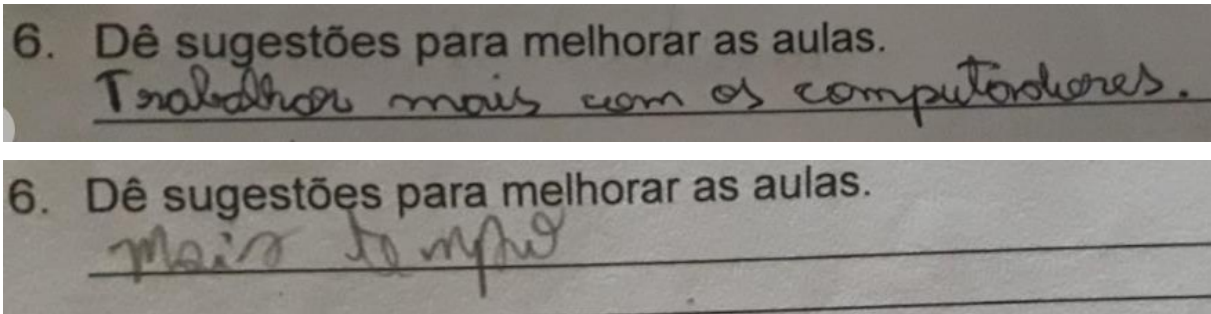 6. Dê sugestões para melhorar as aulas.
Trabalhar mais com os computadores.
6. Dê sugestões para melhorar as aulas.
Mais tempo